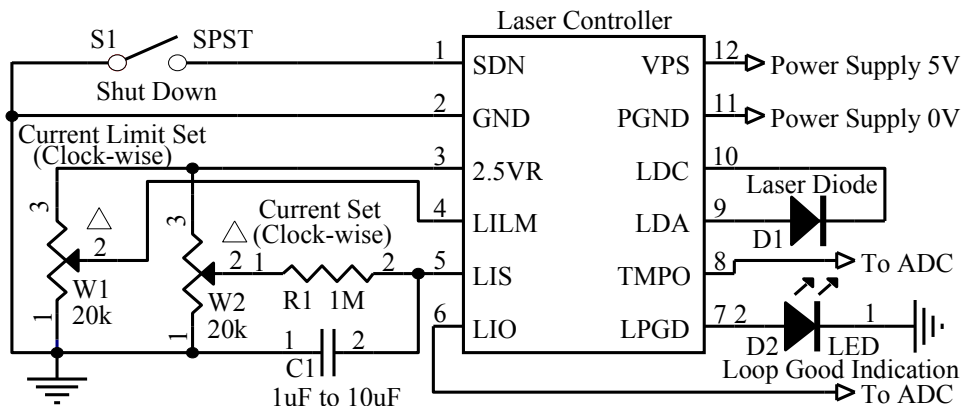 Laser Controller
S1 SPST
Shut Down
1 SDN VPS 12 Power Supply 5V
2 GND PGND 11 Power Supply 0V
Current Limit Set
(Clock-wise)
3 2.5VR LDC 10
Laser Diode
4 LILM LDA 9
D1
Current Set
(Clock-wise)
3 △ 2
W1
20k
1
3 △ 2
W2
20k
1
1 2
R1 1M
5 LIS TMPO 8 To ADC
6 LIO LPGD 7 2 1
D2 LED
Loop Good Indication
To ADC
1 2
C1
1uF to 10uF